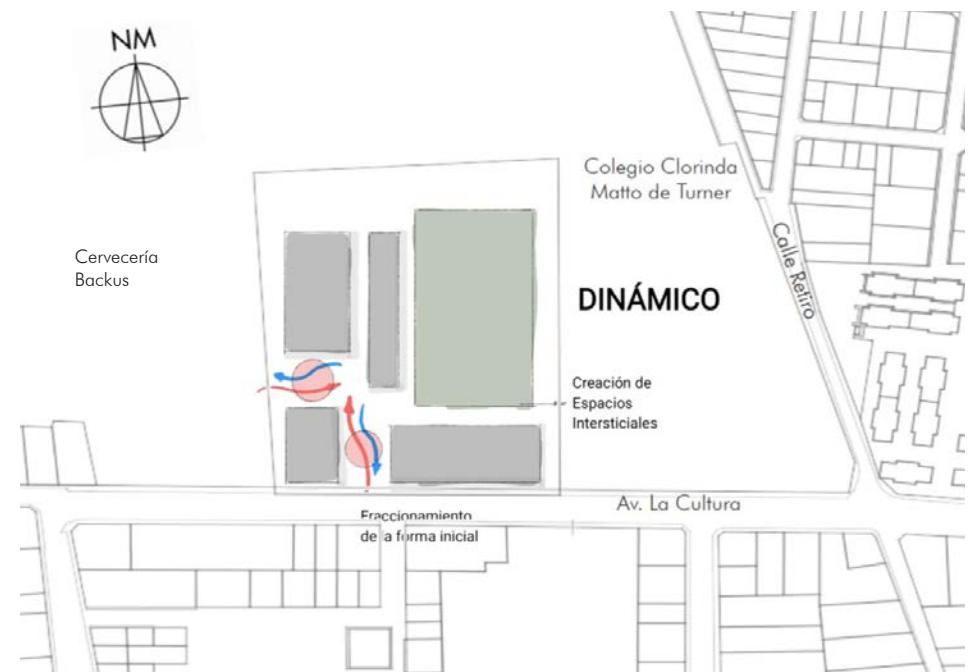 NM
Colegio Clorinda
Matto de Turner
Calle Retiro
Cervecería
Backus
DINÁMICO
Creación de
Espacios
Intersticiales
Av. La Cultura
Fraccionamiento
de la forma inicial